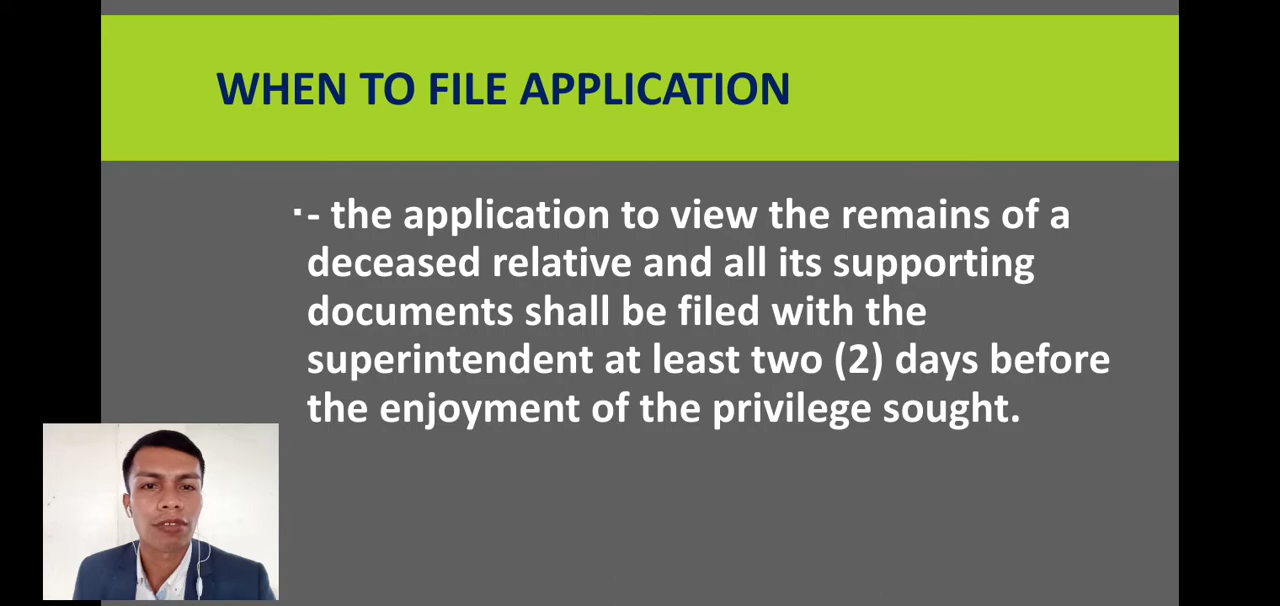 WHEN TO FILE APPLICATION
▪ - the application to view the remains of a
deceased relative and all its supporting
documents shall be filed with the
superintendent at least two (2) days before
the enjoyment of the privilege sought.